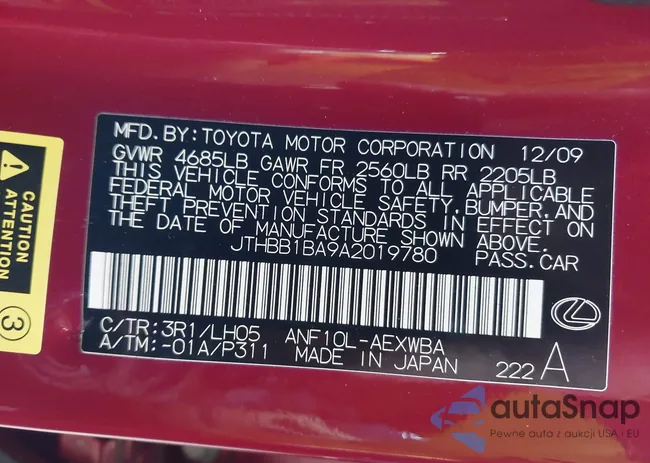 MFD.BY:TOYOTA MOTOR CORPORATION 12/09
GVWR 4685LB GAWR FR 2560LB RR 2205LB
THIS VEHICLE CONFORMS TO ALL APPLICABLE
FEDERAL MOTOR VEHICLE SAFETY,BUMPER,AND
THEFT PREVENTION STANDARDS IN EFFECT ON
THE DATE OF MANUFACTURE SHOWN ABOVE.
JTHBB1BA9A2019780 PASS.CAR
C/TR:3R1/LH05 ANF10L-AEXWBA
A/TM:-01A/P311 MADE IN JAPAN 222A
CAUTION
ATTENTION
3
autaSnap
Pewne auta z aukcji USA i EU